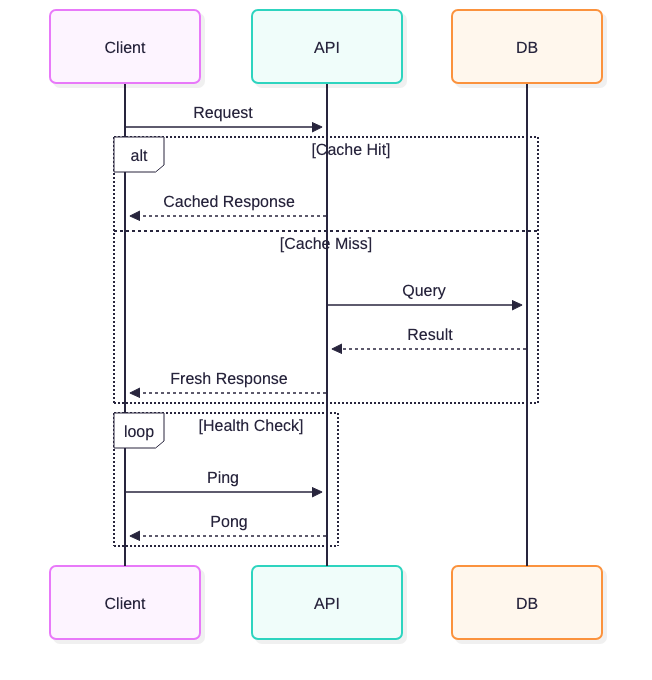 Client
API
DB
Request
alt
[Cache Hit]
Cached Response
[Cache Miss]
Query
Result
Fresh Response
loop
[Health Check]
Ping
Pong
Client
API
DB